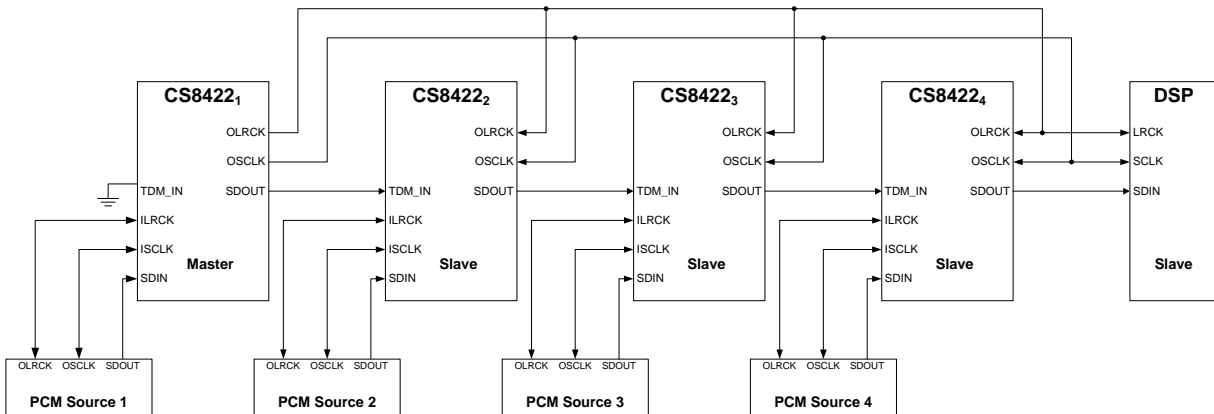 CS8422₁
OLRCK
OSCLK
TDM_IN
SDOUT
ILRCK
ISCLK
Master
SDIN
CS8422₂
OLRCK
OSCLK
TDM_IN
SDOUT
ILRCK
ISCLK
Slave
SDIN
CS8422₃
OLRCK
OSCLK
TDM_IN
SDOUT
ILRCK
ISCLK
Slave
SDIN
CS8422₄
OLRCK
OSCLK
TDM_IN
SDOUT
ILRCK
ISCLK
Slave
SDIN
DSP
LRCK
SCLK
SDIN
Slave
OLRCK OSCLK SDOUT
PCM Source 1
OLRCK OSCLK SDOUT
PCM Source 2
OLRCK OSCLK SDOUT
PCM Source 3
OLRCK OSCLK SDOUT
PCM Source 4